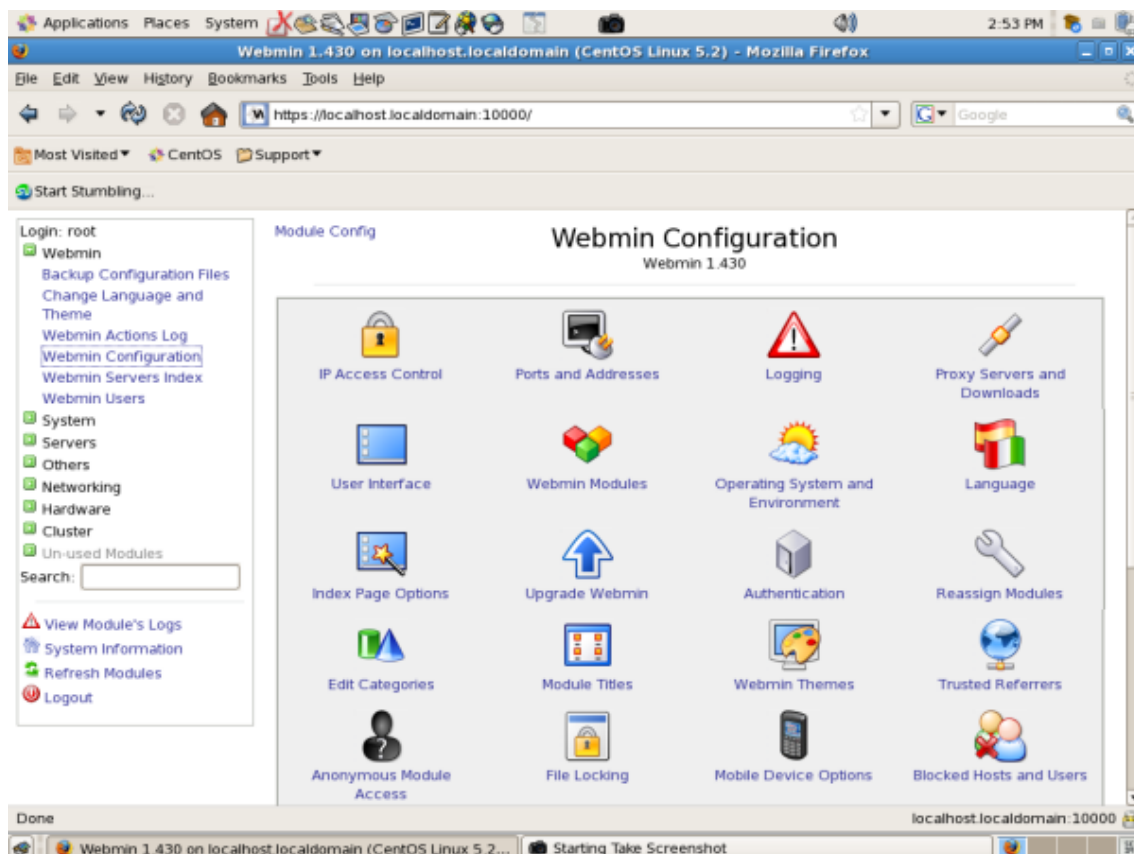 Applications Places System 2:53 PM
Webmin 1.430 on localhost.localdomain (CentOS Linux 5.2) - Mozilla Firefox
File Edit View History Bookmarks Tools Help
https://localhost.localdomain:10000/ Google
Most Visited CentOS Support
Start Stumbling...
Login: root
Webmin
Backup Configuration Files
Change Language and
Theme
Webmin Actions Log
Webmin Configuration
Webmin Servers Index
Webmin Users
System
Servers
Others
Networking
Hardware
Cluster
Un-used Modules
Search:
View Module's Logs
System Information
Refresh Modules
Logout
Module Config
Webmin Configuration
Webmin 1.430
IP Access Control
Ports and Addresses
Logging
Proxy Servers and
Downloads
User Interface
Webmin Modules
Operating System and
Environment
Language
Index Page Options
Upgrade Webmin
Authentication
Reassign Modules
Edit Categories
Module Titles
Webmin Themes
Trusted Referrers
Anonymous Module
Access
File Locking
Mobile Device Options
Blocked Hosts and Users
Done localhost.localdomain:10000
Webmin 1.430 on localhost.localdomain (CentOS Linux 5.2... Starting Take Screenshot